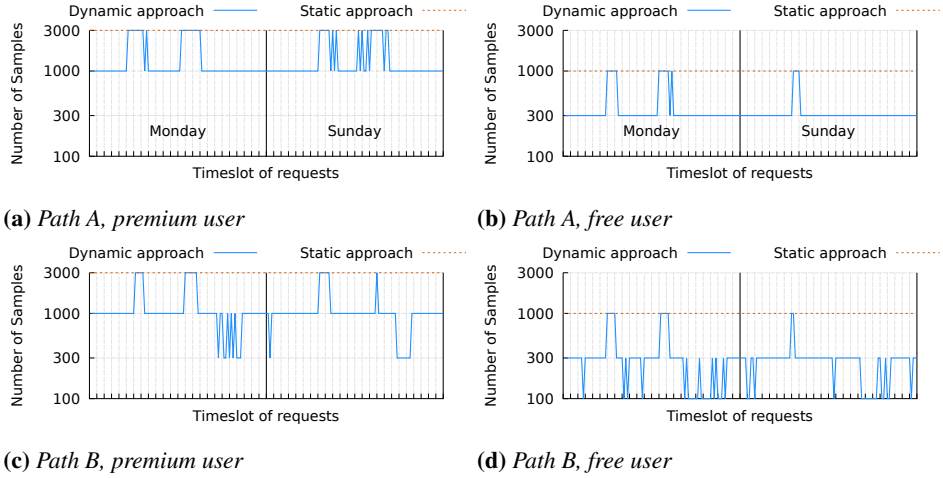 Dynamic approach Static approach
3000
1000
300
100
Number of Samples
Monday Sunday
Timeslot of requests
(a) Path A, premium user
Dynamic approach Static approach
3000
1000
300
100
Number of Samples
Monday Sunday
Timeslot of requests
(b) Path A, free user
Dynamic approach Static approach
3000
1000
300
100
Number of Samples
Timeslot of requests
(c) Path B, premium user
Dynamic approach Static approach
3000
1000
300
100
Number of Samples
Timeslot of requests
(d) Path B, free user